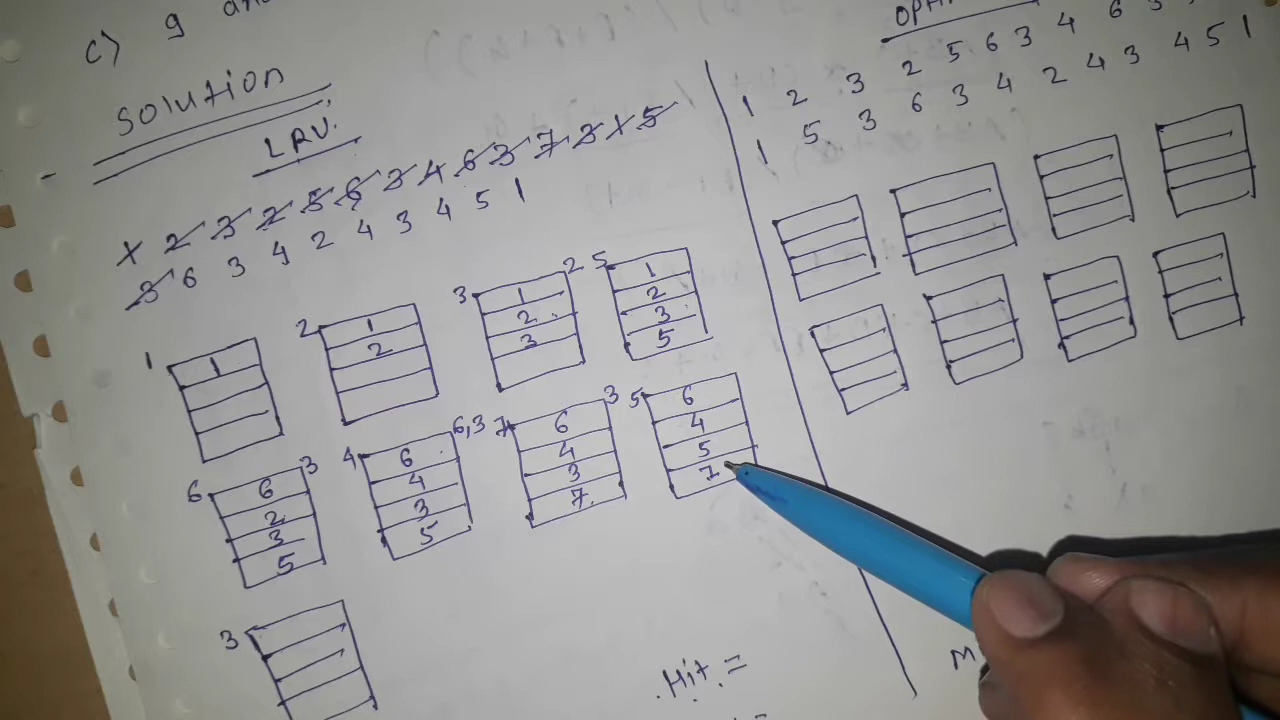 c) 9
Solution
LRU.
1 2 3 2 5 6 3 4 6 3 7 3 1 5
3 6 3 4 2 4 3 4 5 1
1 1
2 1 2
3 2 1 2 3
5 1 2 3 5
6 3 6 2 3 5
4 6,3 6 4 3 5
7 3 6 4 3 7
5 6 4 5 7
3
Hit =
1 2 3 2 5 6 3 4 6 3
1 5 3 6 3 4 2 4 3 4 5 1
M